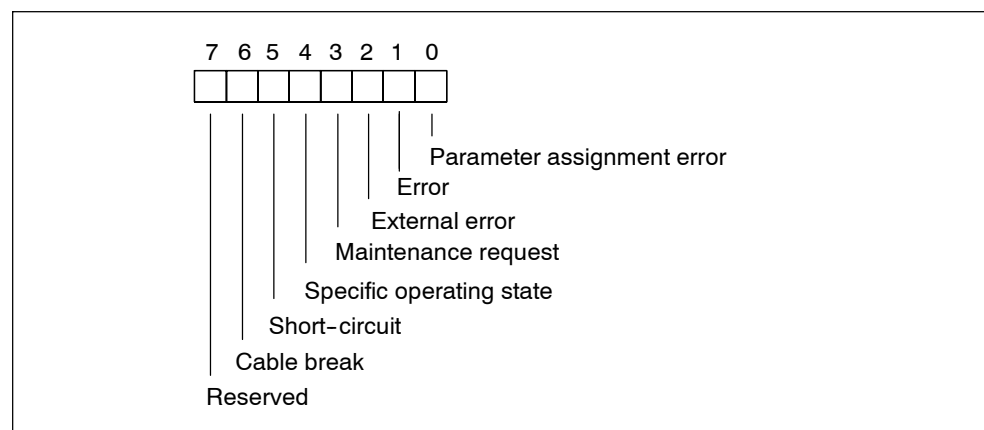 7 6 5 4 3 2 1 0
Parameter assignment error
Error
External error
Maintenance request
Specific operating state
Short-circuit
Cable break
Reserved